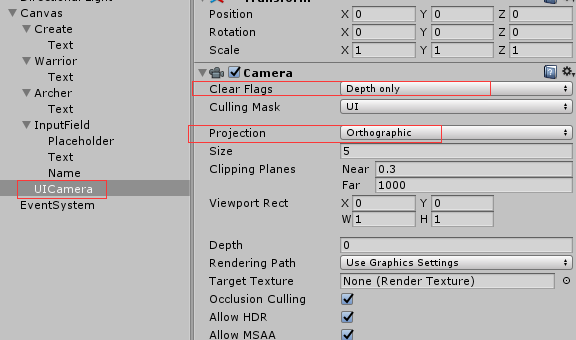 Canvas
Create
Text
Warrior
Text
Archer
Text
InputField
Placeholder
Text
Name
UICamera
EventSystem
Position X 0 Y 0 Z 0
Rotation X 0 Y 0 Z 0
Scale X 1 Y 1 Z 1
Camera
Clear Flags Depth only
Culling Mask UI
Projection Orthographic
Size 5
Clipping Planes Near 0.3
Far 1000
Viewport Rect X 0 Y 0
W 1 H 1
Depth 0
Rendering Path Use Graphics Settings
Target Texture None (Render Texture)
Occlusion Culling
Allow HDR
Allow MSAA